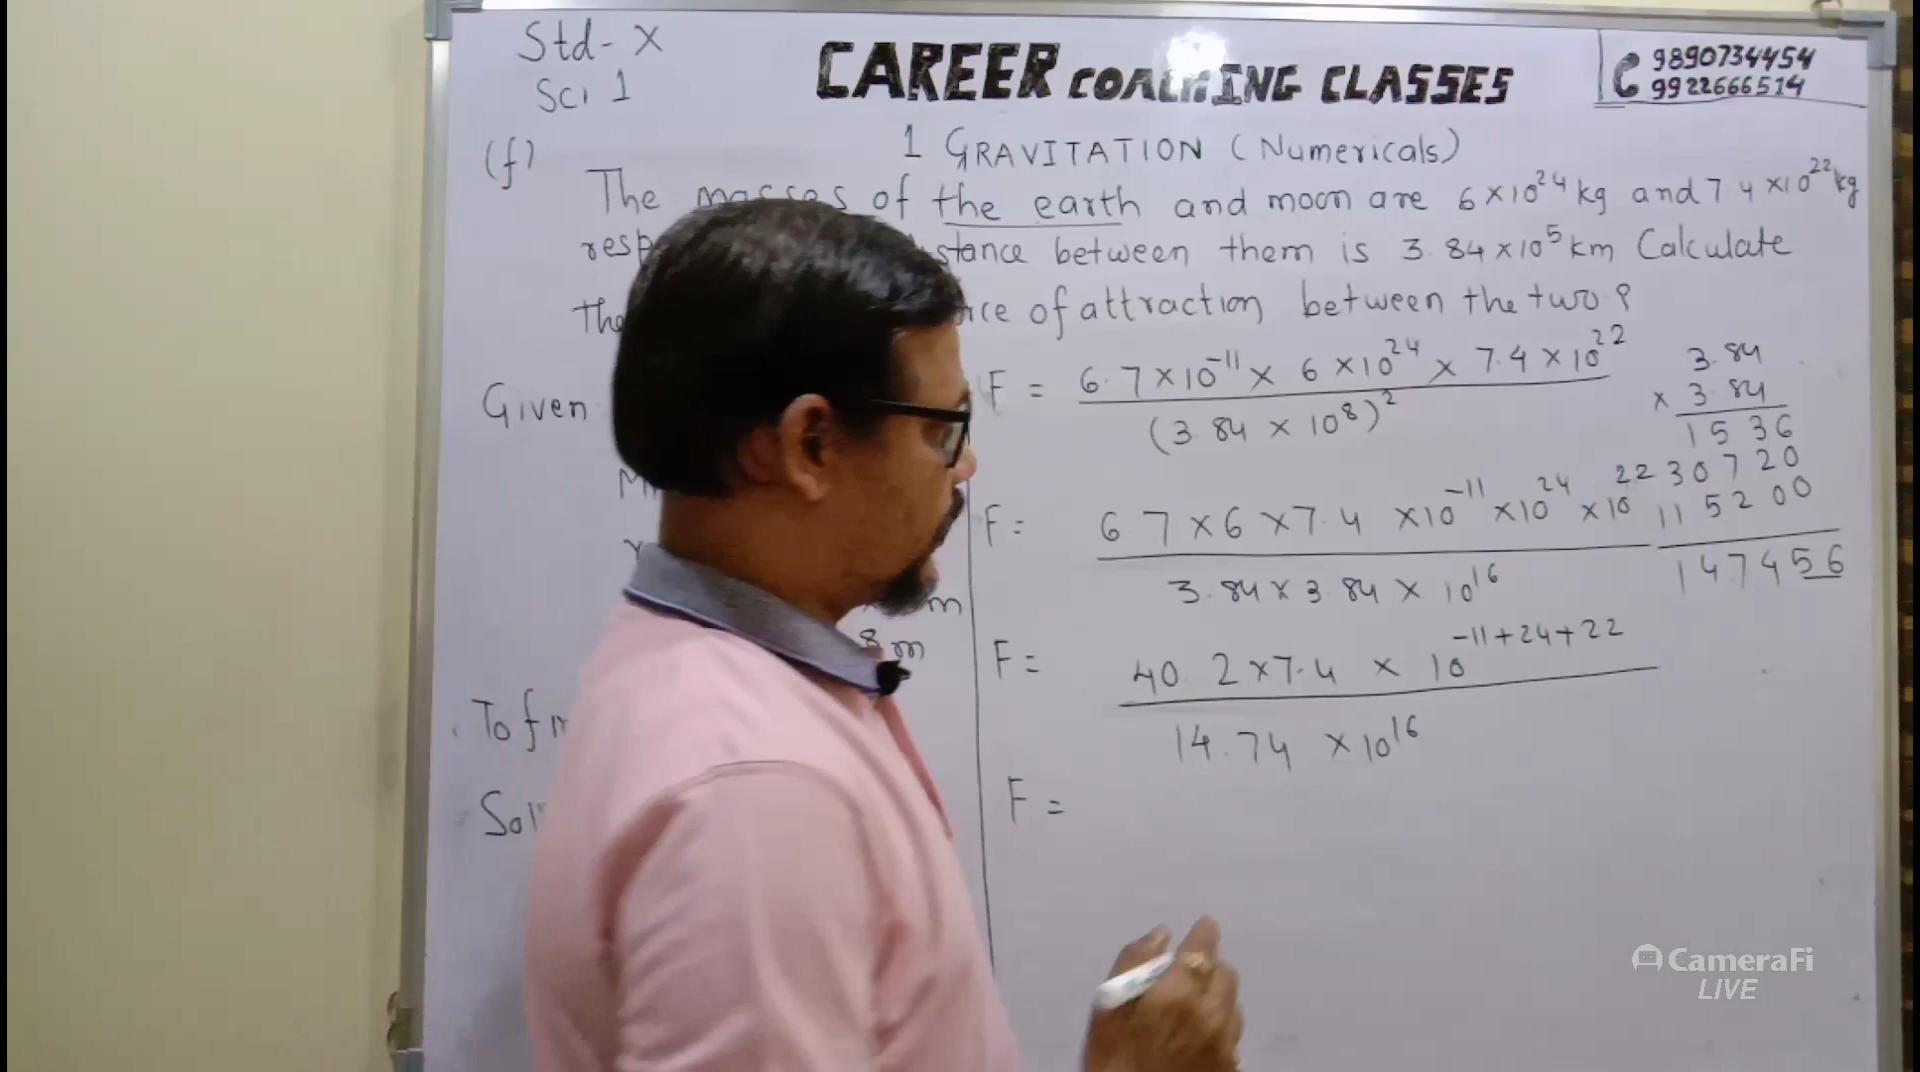 Std- X
Sci 1
CAREER COACHING CLASSES
9890734454
9922666514
1 GRAVITATION (Numericals)
(f)
The masses of the earth and moon are 6×10²⁴ kg and 7 4 ×10²² kg
between them is 3.84×10⁵ km Calculate
of attraction between the two?
Given
F = 6.7×10⁻¹¹ × 6×10²⁴ × 7.4×10²²
(3 84 × 10⁸)²
F = 6 7 × 6 × 7.4 ×10⁻¹¹ ×10²⁴ ×10²²
3.84 × 3 84 × 10¹⁶
F = 40. 2 × 7.4 × 10⁻¹¹⁺²⁴⁺²²
14.74 × 10¹⁶
F =
3.84
× 3.84
1536
30720
115200
147456
m
8 m
To
CameraFi
LIVE